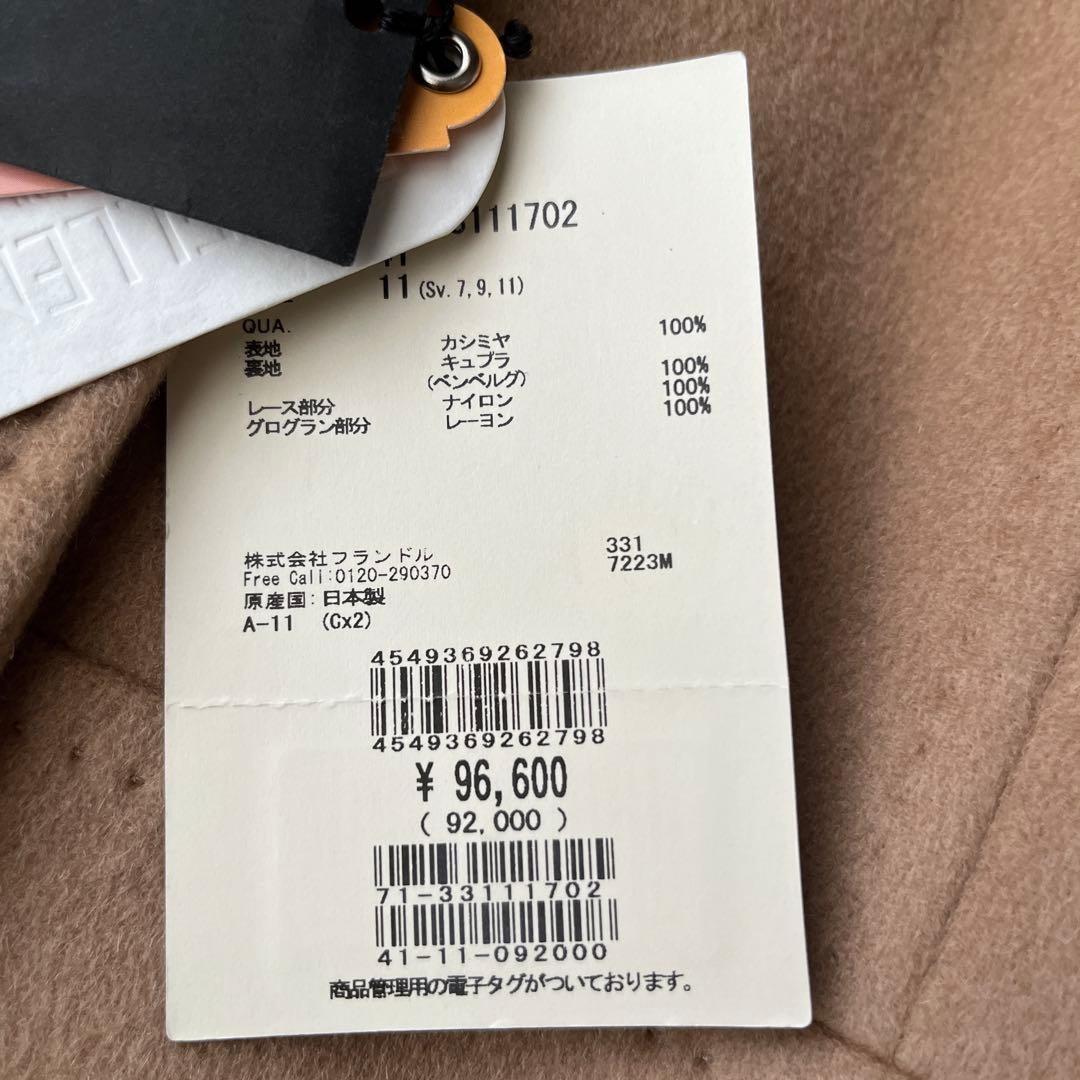 111702
11 (Sv. 7, 9, 11)
QUA.
表地 カシミヤ 100%
裏地 キュプラ 100%
(ベンベルグ)
レース部分 ナイロン 100%
グログラン部分 レーヨン 100%
株式会社フランドル 331
Free Call:0120-290370 7223M
原産国:日本製
A-11 (Cx2)
4549369262798
4549369262798
¥ 96,600
( 92,000 )
71-33111702
41-11-092000
商品管理用の電子タグがついております。